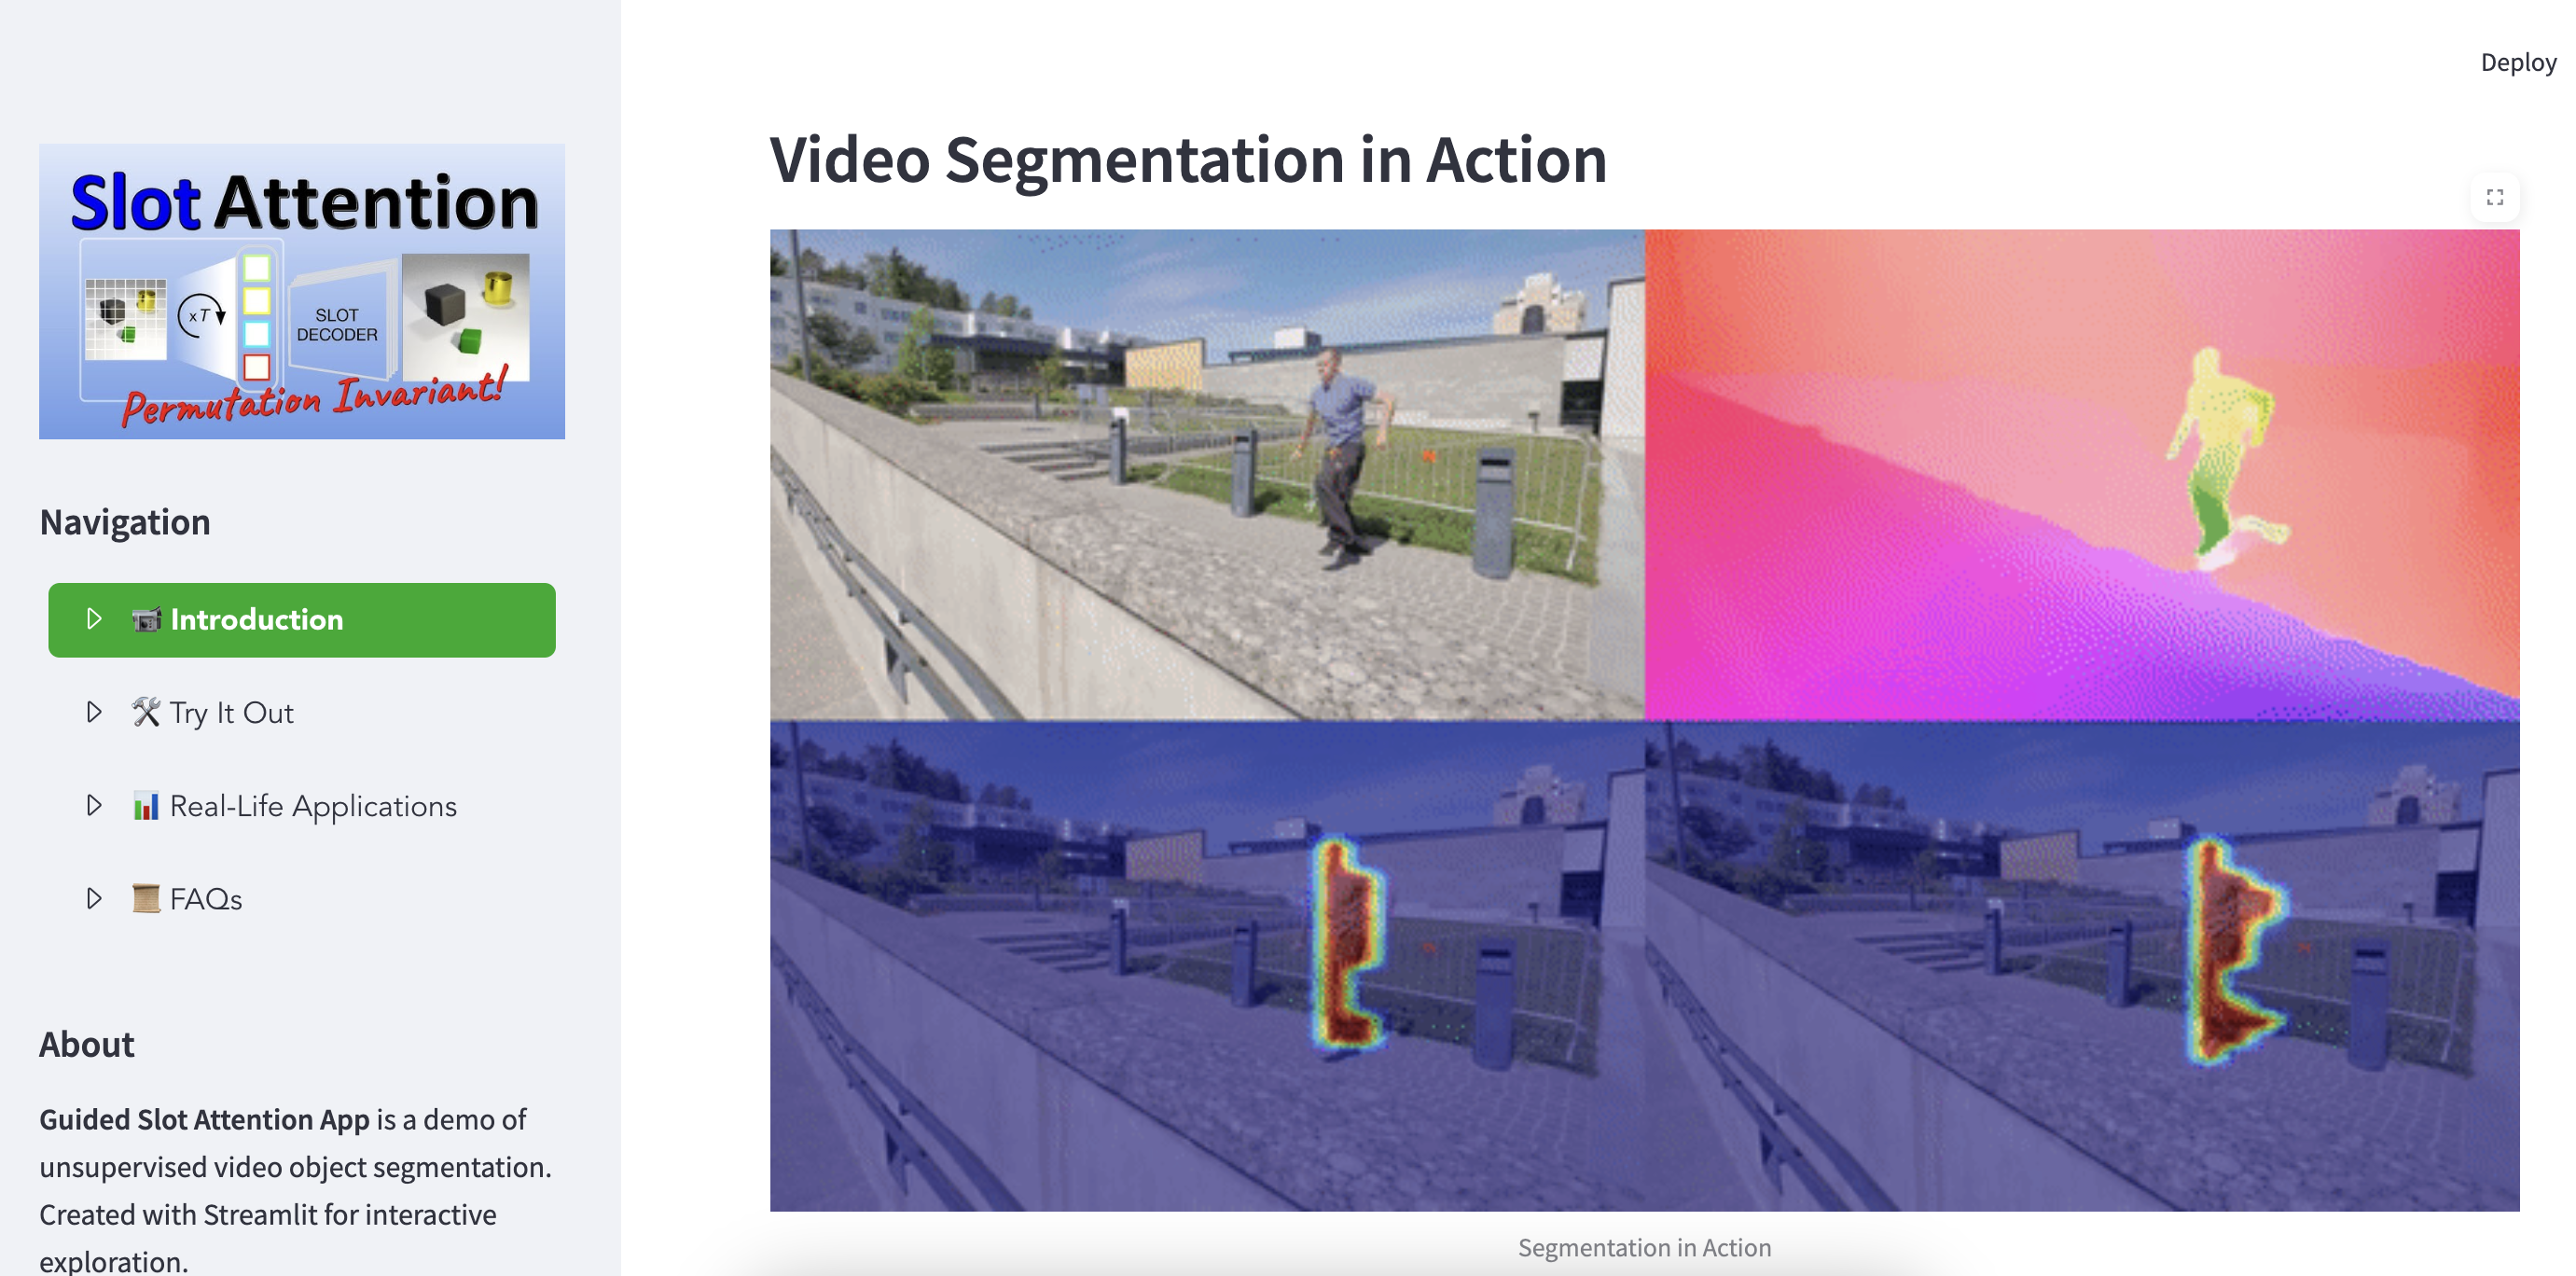 Deploy
Slot Attention
x T
SLOT
DECODER
Permutation Invariant!
Navigation
Introduction
Try It Out
Real-Life Applications
FAQs
About
Guided Slot Attention App is a demo of
unsupervised video object segmentation.
Created with Streamlit for interactive
exploration.
Video Segmentation in Action
Segmentation in Action